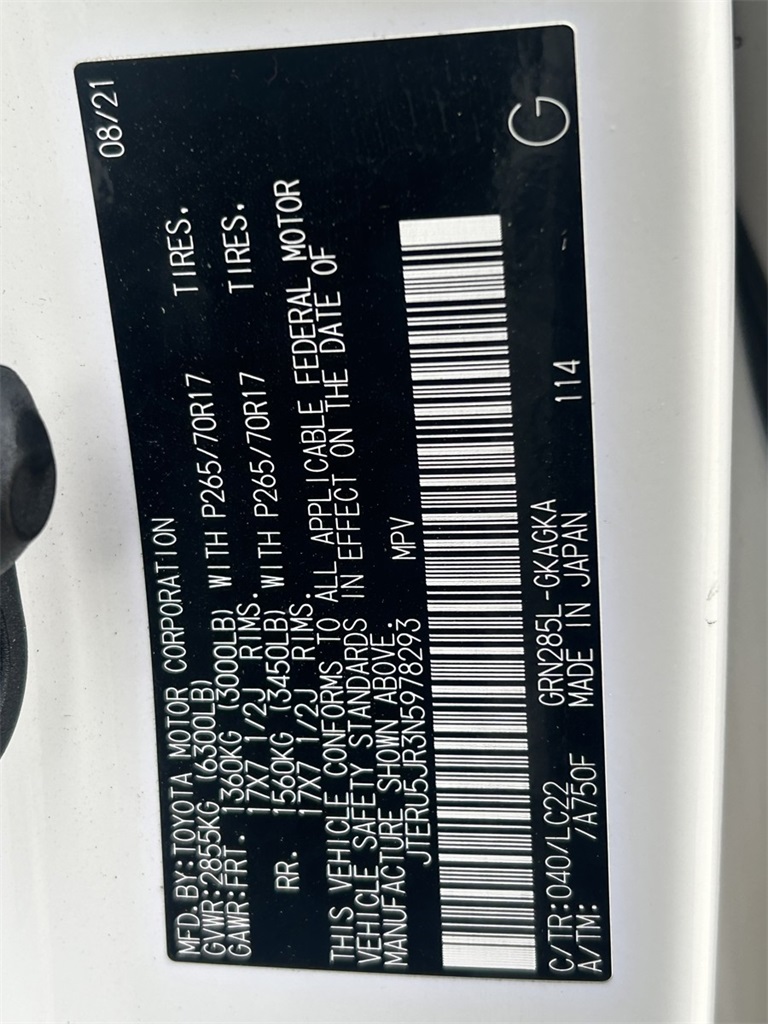 MFD.BY:TOYOTA MOTOR CORPORATION 08/21
GVWR:2855KG (6300LB)
GAWR:FRT. 1360KG (3000LB) WITH P265/70R17 TIRES.
17X7 1/2J RIMS.
RR. 1560KG (3450LB) WITH P265/70R17 TIRES.
17X7 1/2J RIMS.
THIS VEHICLE CONFORMS TO ALL APPLICABLE FEDERAL MOTOR
VEHICLE SAFETY STANDARDS IN EFFECT ON THE DATE OF
MANUFACTURE SHOWN ABOVE.
JTERU5JR3N5978293 MPV
C/TR:040/LC22 GRN285L-GKAGKA 114 G
A/TM: /A750F MADE IN JAPAN